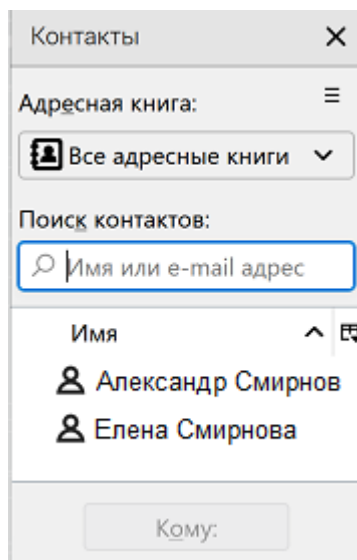 Контакты
Адресная книга:
Все адресные книги
Поиск контактов:
Имя или e-mail адрес
Имя
Александр Смирнов
Елена Смирнова
Кому: